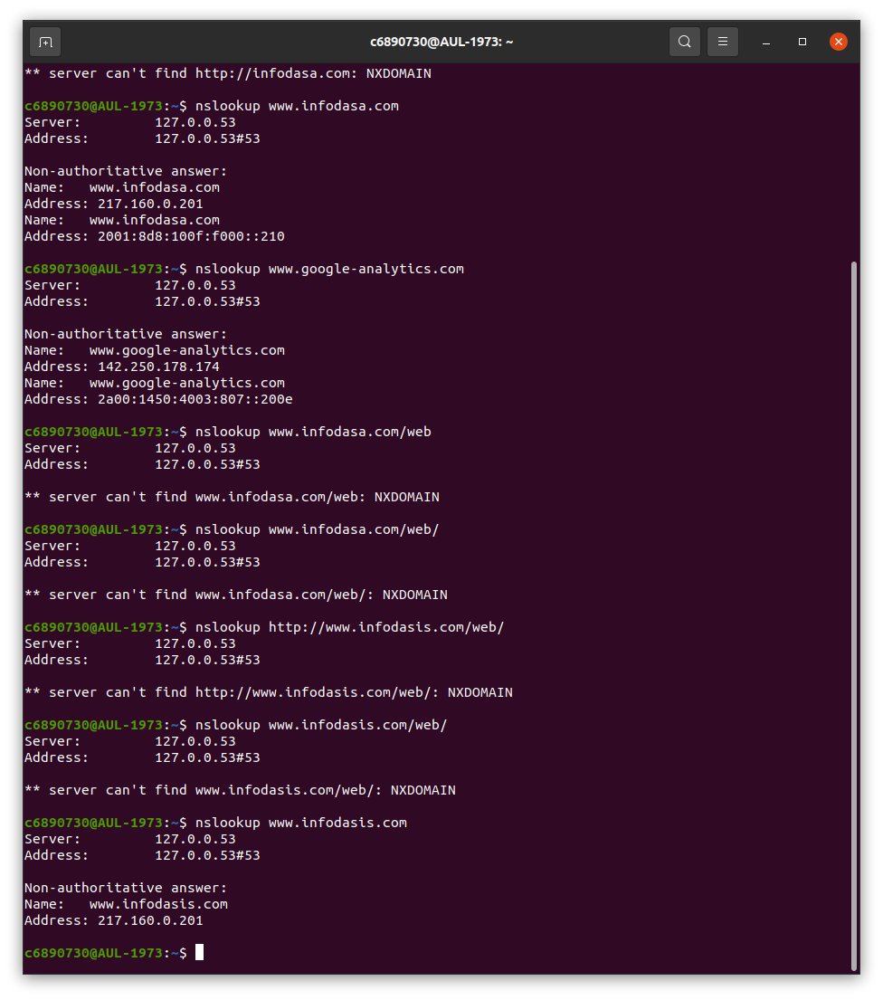 c6890730@AUL-1973: ~
** server can't find http://infodasa.com: NXDOMAIN
c6890730@AUL-1973:~$ nslookup www.infodasa.com
Server:		127.0.0.53
Address:	127.0.0.53#53
Non-authoritative answer:
Name:	www.infodasa.com
Address: 217.160.0.201
Name:	www.infodasa.com
Address: 2001:8d8:100f:f000::210
c6890730@AUL-1973:~$ nslookup www.google-analytics.com
Server:		127.0.0.53
Address:	127.0.0.53#53
Non-authoritative answer:
Name:	www.google-analytics.com
Address: 142.250.178.174
Name:	www.google-analytics.com
Address: 2a00:1450:4003:807::200e
c6890730@AUL-1973:~$ nslookup www.infodasa.com/web
Server:		127.0.0.53
Address:	127.0.0.53#53
** server can't find www.infodasa.com/web: NXDOMAIN
c6890730@AUL-1973:~$ nslookup www.infodasa.com/web/
Server:		127.0.0.53
Address:	127.0.0.53#53
** server can't find www.infodasa.com/web/: NXDOMAIN
c6890730@AUL-1973:~$ nslookup http://www.infodasis.com/web/
Server:		127.0.0.53
Address:	127.0.0.53#53
** server can't find http://www.infodasis.com/web/: NXDOMAIN
c6890730@AUL-1973:~$ nslookup www.infodasis.com/web/
Server:		127.0.0.53
Address:	127.0.0.53#53
** server can't find www.infodasis.com/web/: NXDOMAIN
c6890730@AUL-1973:~$ nslookup www.infodasis.com
Server:		127.0.0.53
Address:	127.0.0.53#53
Non-authoritative answer:
Name:	www.infodasis.com
Address: 217.160.0.201
c6890730@AUL-1973:~$